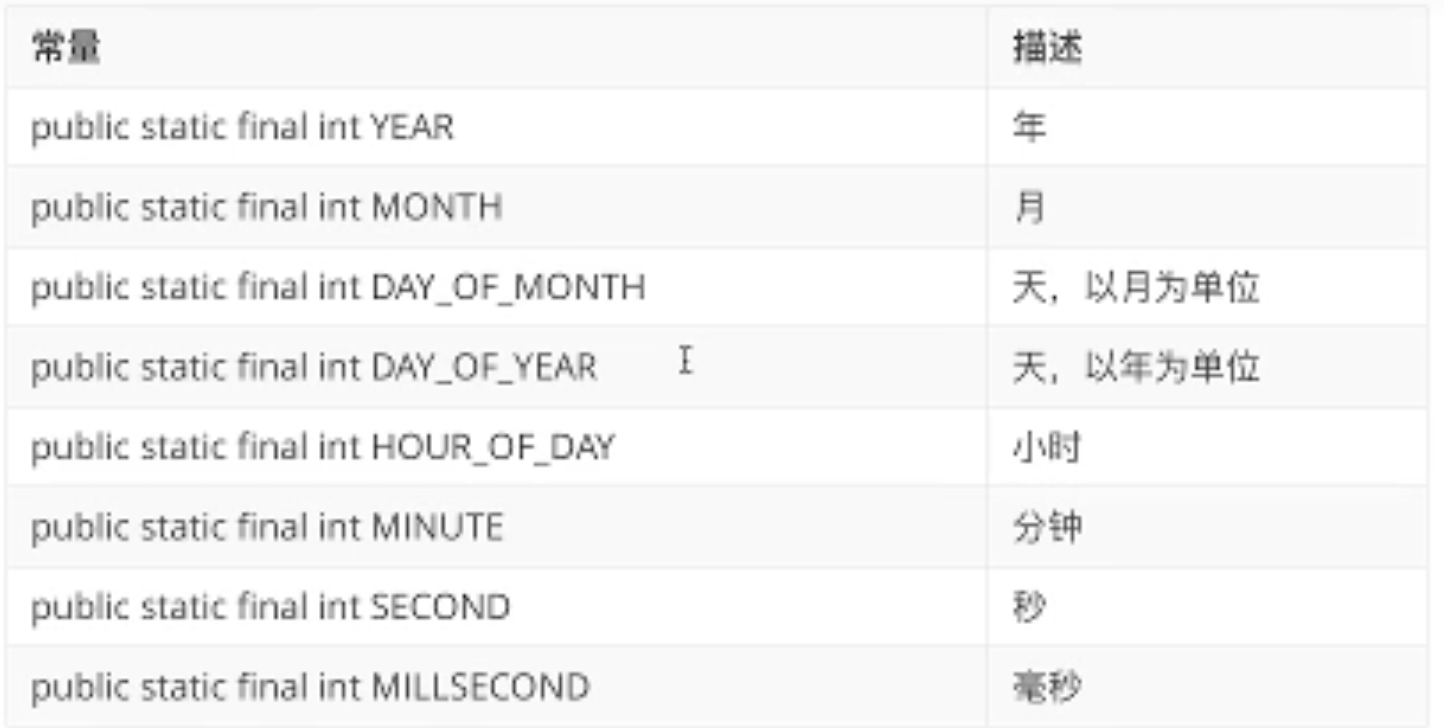 常量 描述
public static final int YEAR 年
public static final int MONTH 月
public static final int DAY_OF_MONTH 天，以月为单位
public static final int DAY_OF_YEAR 天，以年为单位
public static final int HOUR_OF_DAY 小时
public static final int MINUTE 分钟
public static final int SECOND 秒
public static final int MILLSECOND 毫秒